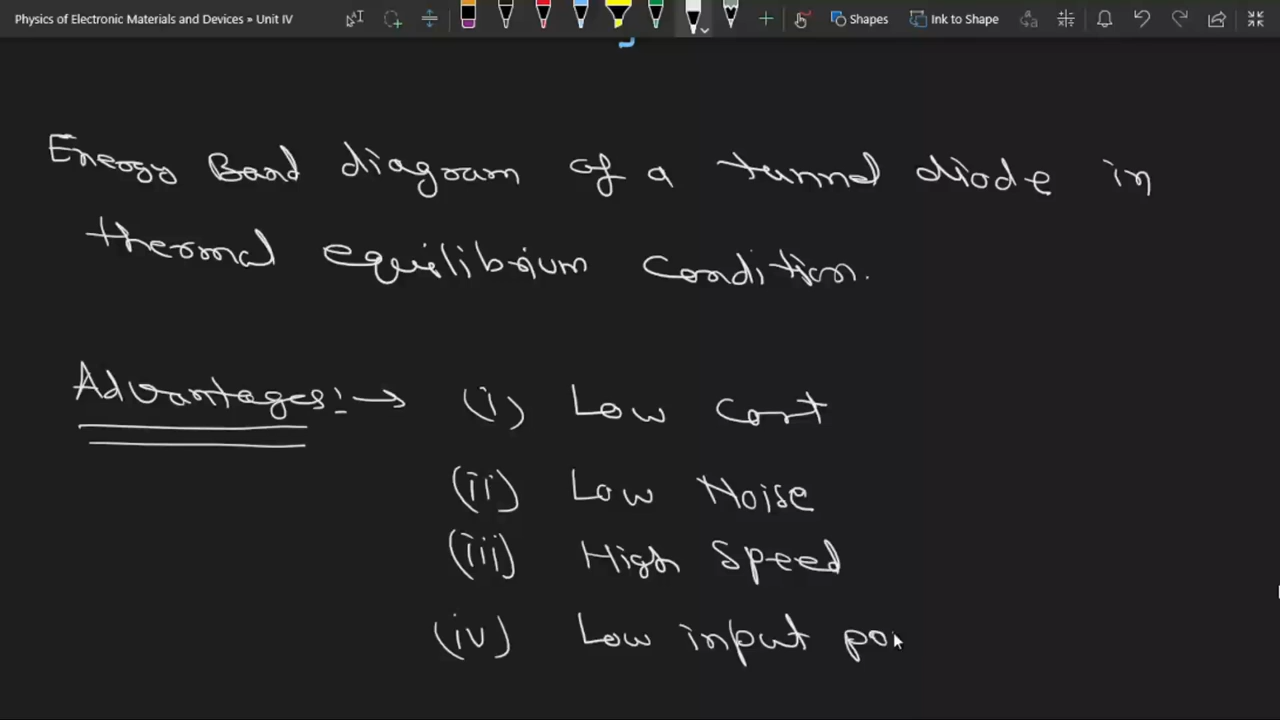 Physics of Electronic Materials and Devices » Unit IV
Shapes
Ink to Shape
Energy Band diagram of a tunnel diode in
thermal equilibrium condition.
Advantages:→ (i) Low cost
(ii) Low Noise
(iii) High Speed
(iv) Low input po